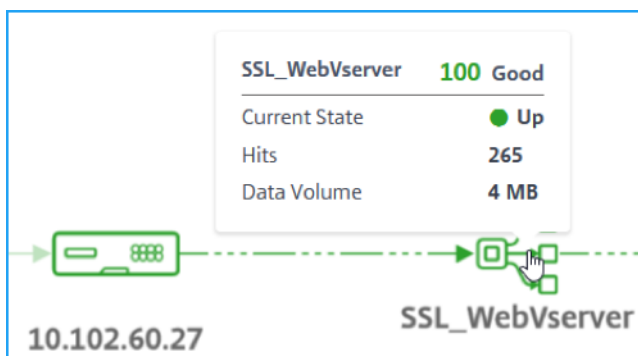 SSL_WebVserver 100 Good
Current State Up
Hits 265
Data Volume 4 MB
SSL_WebVserver
10.102.60.27